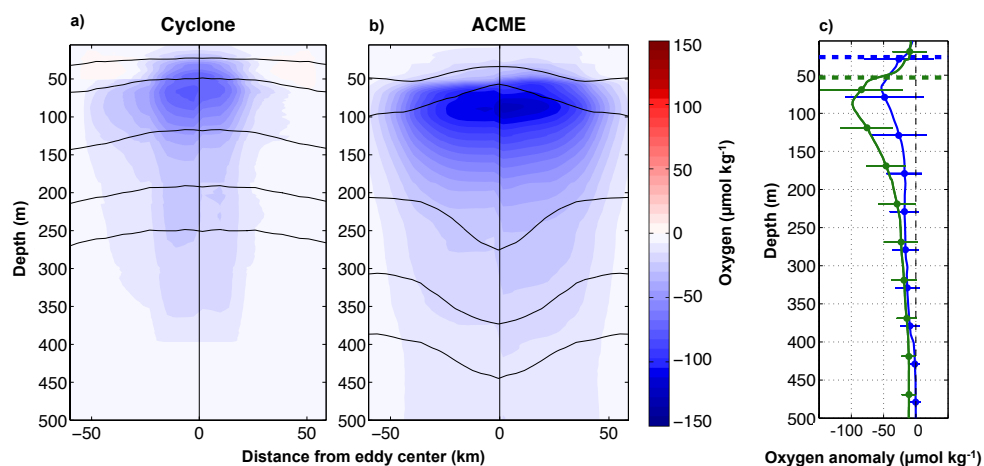 a) Cyclone
b) ACME
c)
Depth (m)
50
100
150
200
250
300
350
400
450
500
−50 0 50
−50 0 50
Distance from eddy center (km)
150
100
50
0
−50
−100
−150
Oxygen (µmol kg⁻¹)
Depth (m)
50
100
150
200
250
300
350
400
450
500
-100 -50 0
Oxygen anomaly (µmol kg⁻¹)